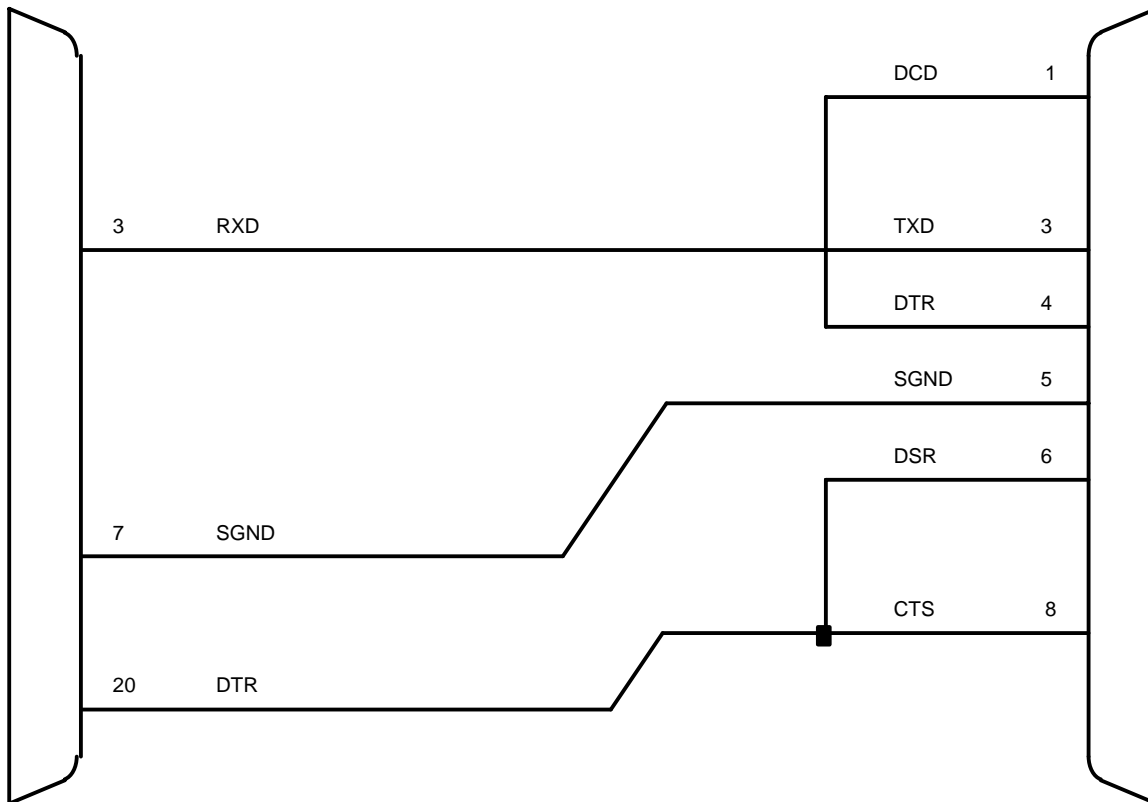 DCD 1
3 RXD TXD 3
DTR 4
SGND 5
DSR 6
7 SGND
CTS 8
20 DTR